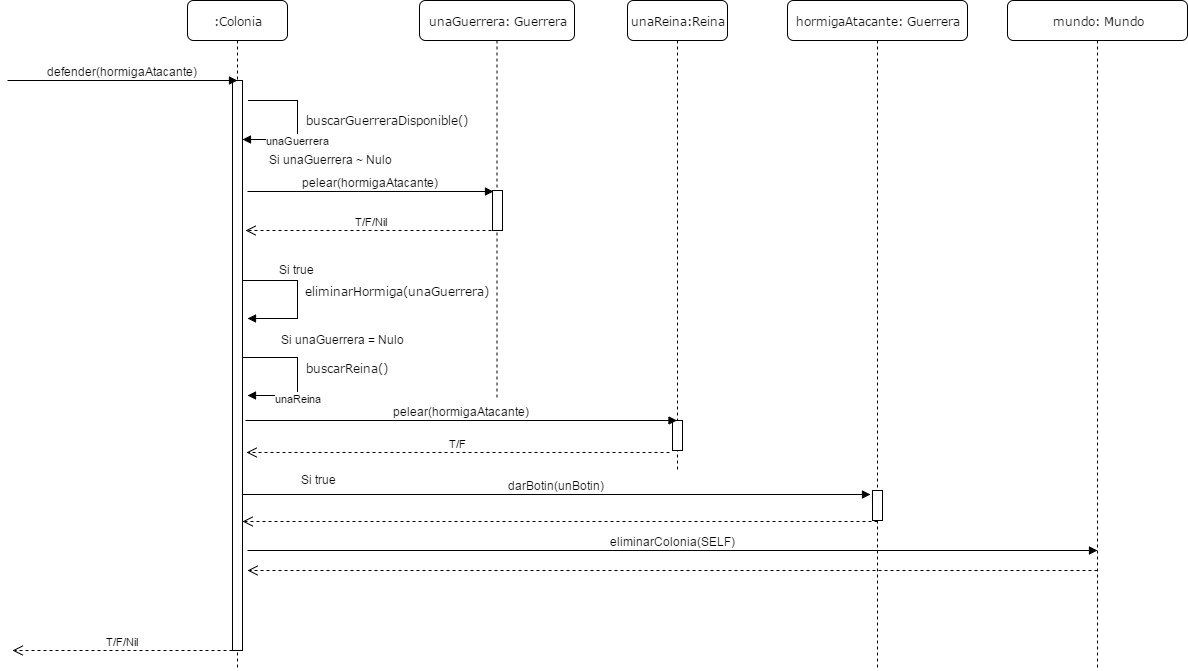 :Colonia
unaGuerrera: Guerrera
unaReina:Reina
hormigaAtacante: Guerrera
mundo: Mundo
defender(hormigaAtacante)
buscarGuerreraDisponible()
unaGuerrera
Si unaGuerrera ~ Nulo
pelear(hormigaAtacante)
T/F/Nil
Si true
eliminarHormiga(unaGuerrera)
Si unaGuerrera = Nulo
buscarReina()
unaReina
pelear(hormigaAtacante)
T/F
Si true
darBotin(unBotin)
eliminarColonia(SELF)
T/F/Nil